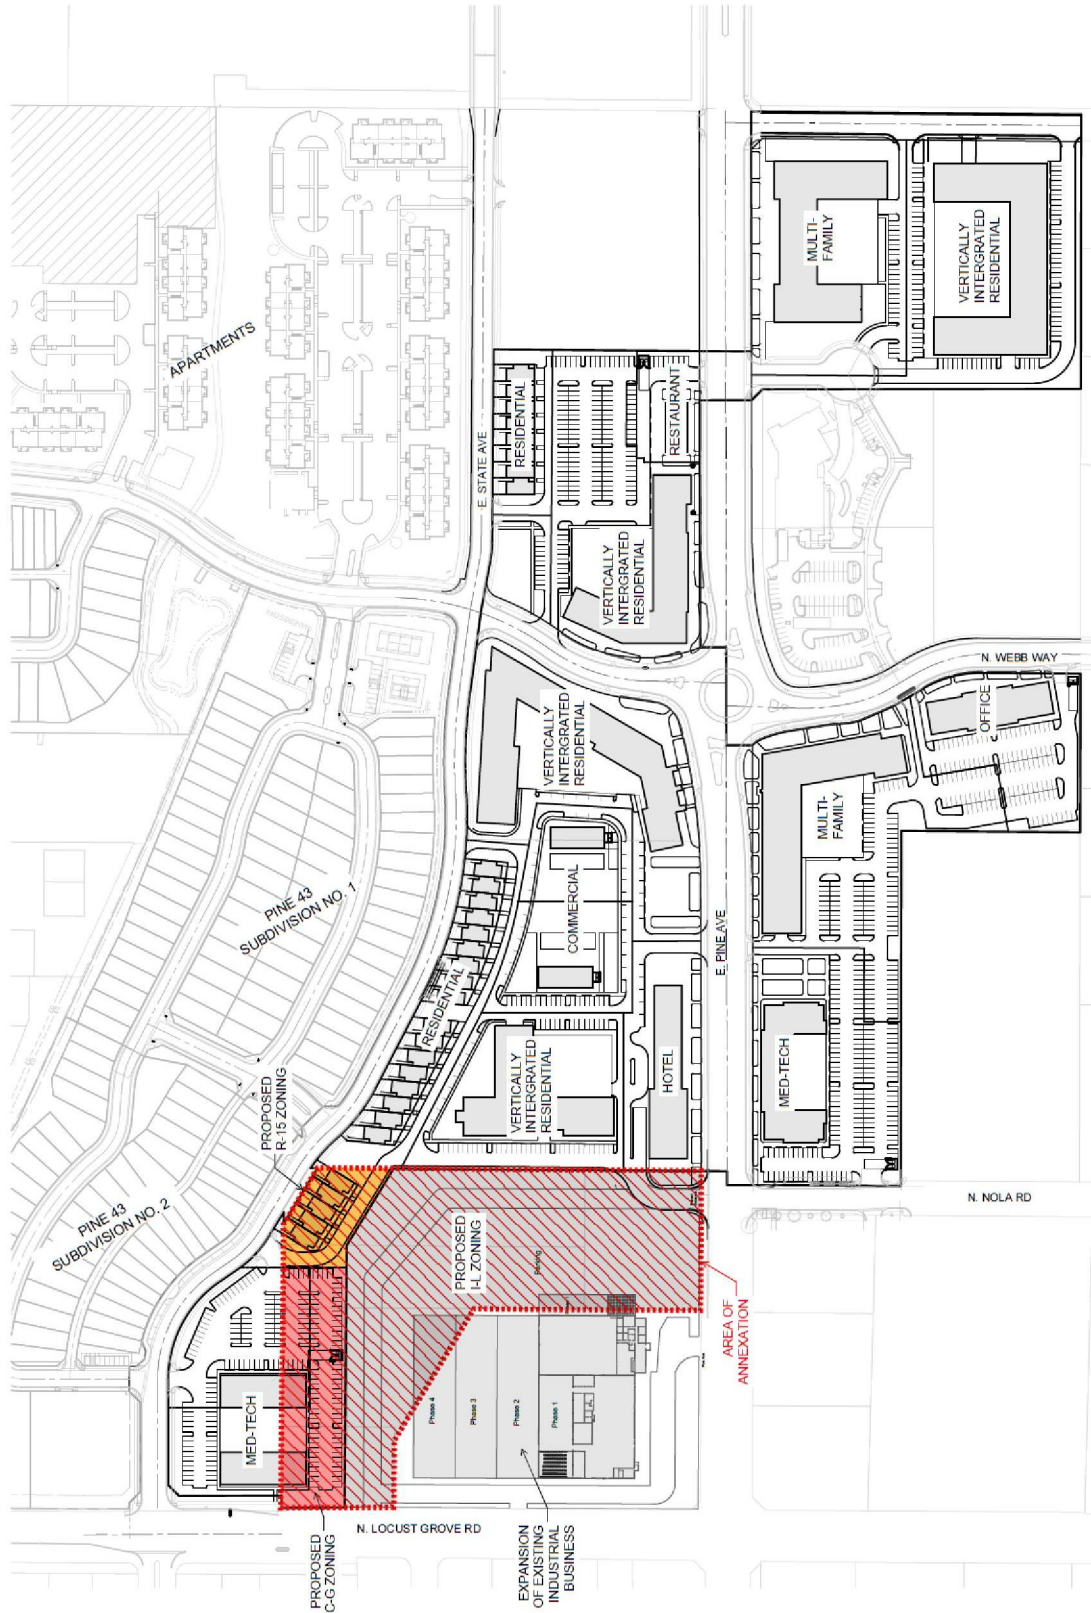 APARTMENTS
E. STATE AVE
RESIDENTIAL
RESTAURANT
MULTI-
FAMILY
VERTICALLY
INTERGRATED
RESIDENTIAL
VERTICALLY
INTERGRATED
RESIDENTIAL
N. WEBB WAY
OFFICE
VERTICALLY
INTERGRATED
RESIDENTIAL
MULTI-
FAMILY
PINE 43
SUBDIVISION NO. 1
COMMERCIAL
E. PINE AVE
RESIDENTIAL
PROPOSED
R-15 ZONING
VERTICALLY
INTERGRATED
RESIDENTIAL
HOTEL
MED-TECH
PINE 43
SUBDIVISION NO. 2
PROPOSED
I-L ZONING
Parking
N. NOLA RD
AREA OF
ANNEXATION
MED-TECH
Phase 4
Phase 3
Phase 2
Phase 1
PROPOSED
C-G ZONING
N. LOCUST GROVE RD
EXPANSION
OF EXISTING
INDUSTRIAL
BUSINESS